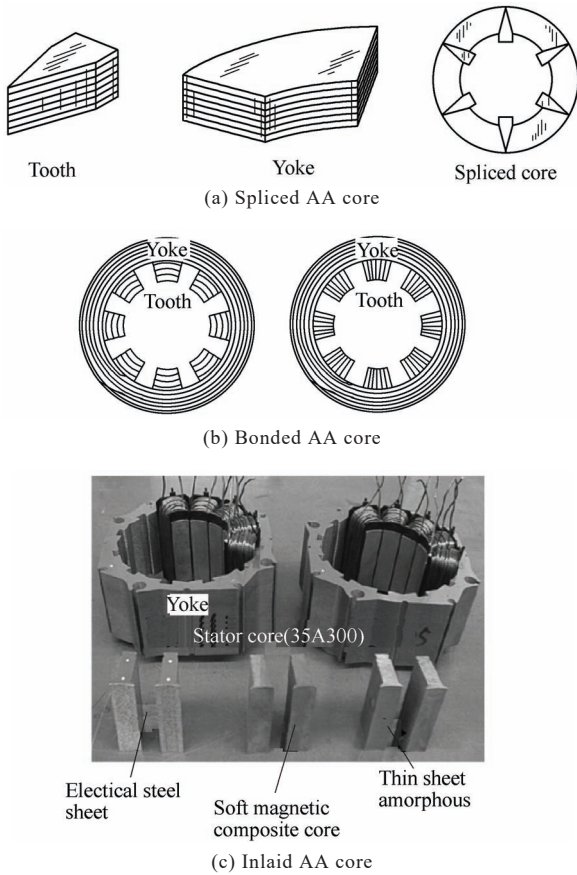 Tooth
Yoke
Spliced core
(a) Spliced AA core
Yoke
Tooth
Yoke
Tooth
(b) Bonded AA core
Yoke
Stator core(35A300)
Electical steel
sheet
Soft magnetic
composite core
Thin sheet
amorphous
(c) Inlaid AA core